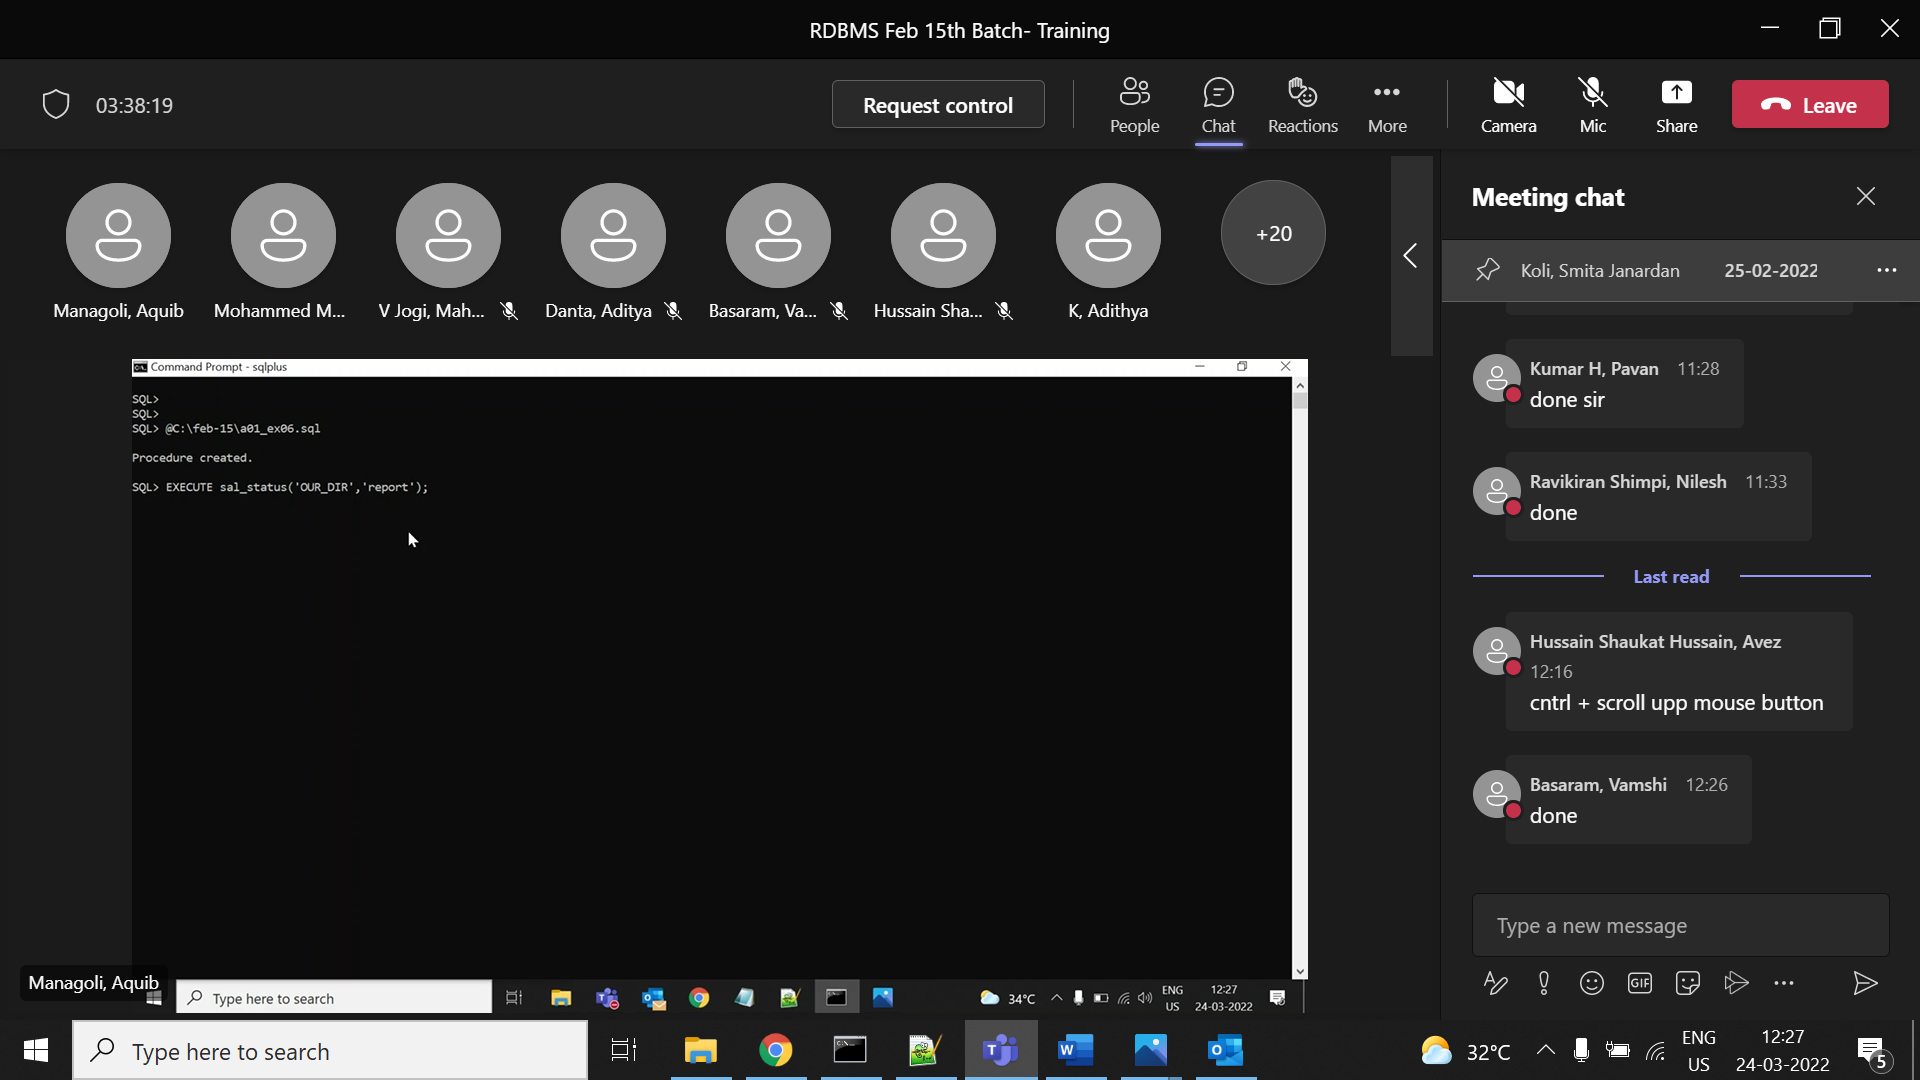 RDBMS Feb 15th Batch- Training
03:38:19
Request control
People
Chat
Reactions
More
Camera
Mic
Share
Leave
Managoli, Aquib
Mohammed M...
V Jogi, Mah...
Danta, Aditya
Basaram, Va...
Hussain Sha...
K, Adithya
+20
Command Prompt - sqlplus
SQL>
SQL>
SQL> @C:\feb-15\a01_ex06.sql
Procedure created.
SQL> EXECUTE sal_status('OUR_DIR','report');
Managoli, Aquib
Type here to search
34°C
ENG
US
12:27
24-03-2022
Meeting chat
Koli, Smita Janardan 25-02-2022
Kumar H, Pavan 11:28
done sir
Ravikiran Shimpi, Nilesh 11:33
done
Last read
Hussain Shaukat Hussain, Avez
12:16
cntrl + scroll upp mouse button
Basaram, Vamshi 12:26
done
Type a new message
GIF
Type here to search
32°C
ENG
US
12:27
24-03-2022
5